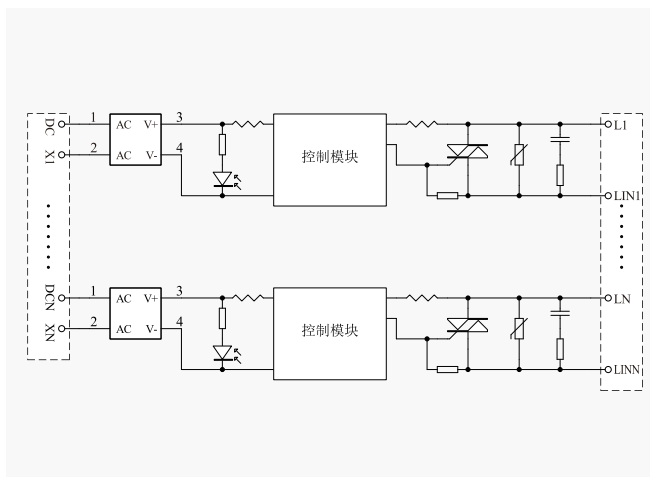 DC 1 AC V+ 3 L1
控制模块
X1 2 AC V- 4 LIN1
DCN 1 AC V+ 3 LN
控制模块
XN 2 AC V- 4 LINN